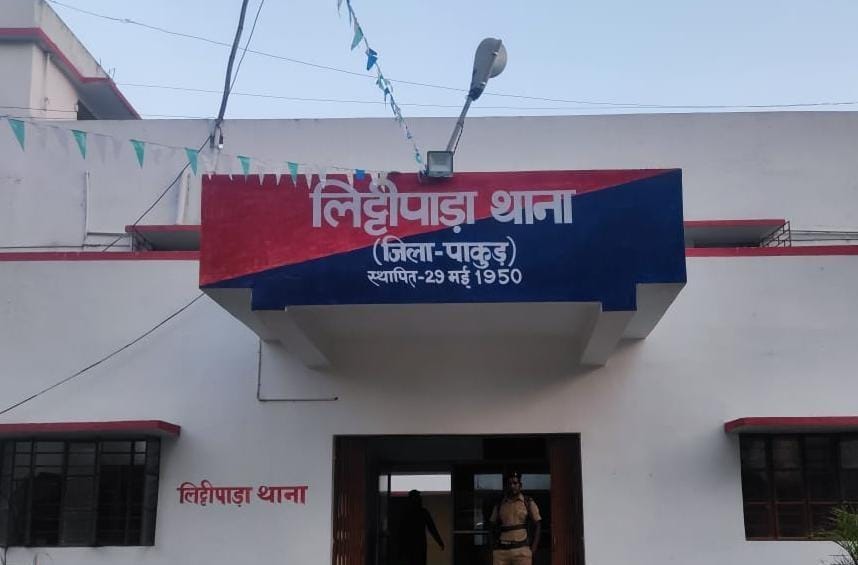 लिट्टीपाड़ा थाना
(जिला-पाकुड़)
स्थापित-29 मई 1950
लिट्टीपाड़ा थाना